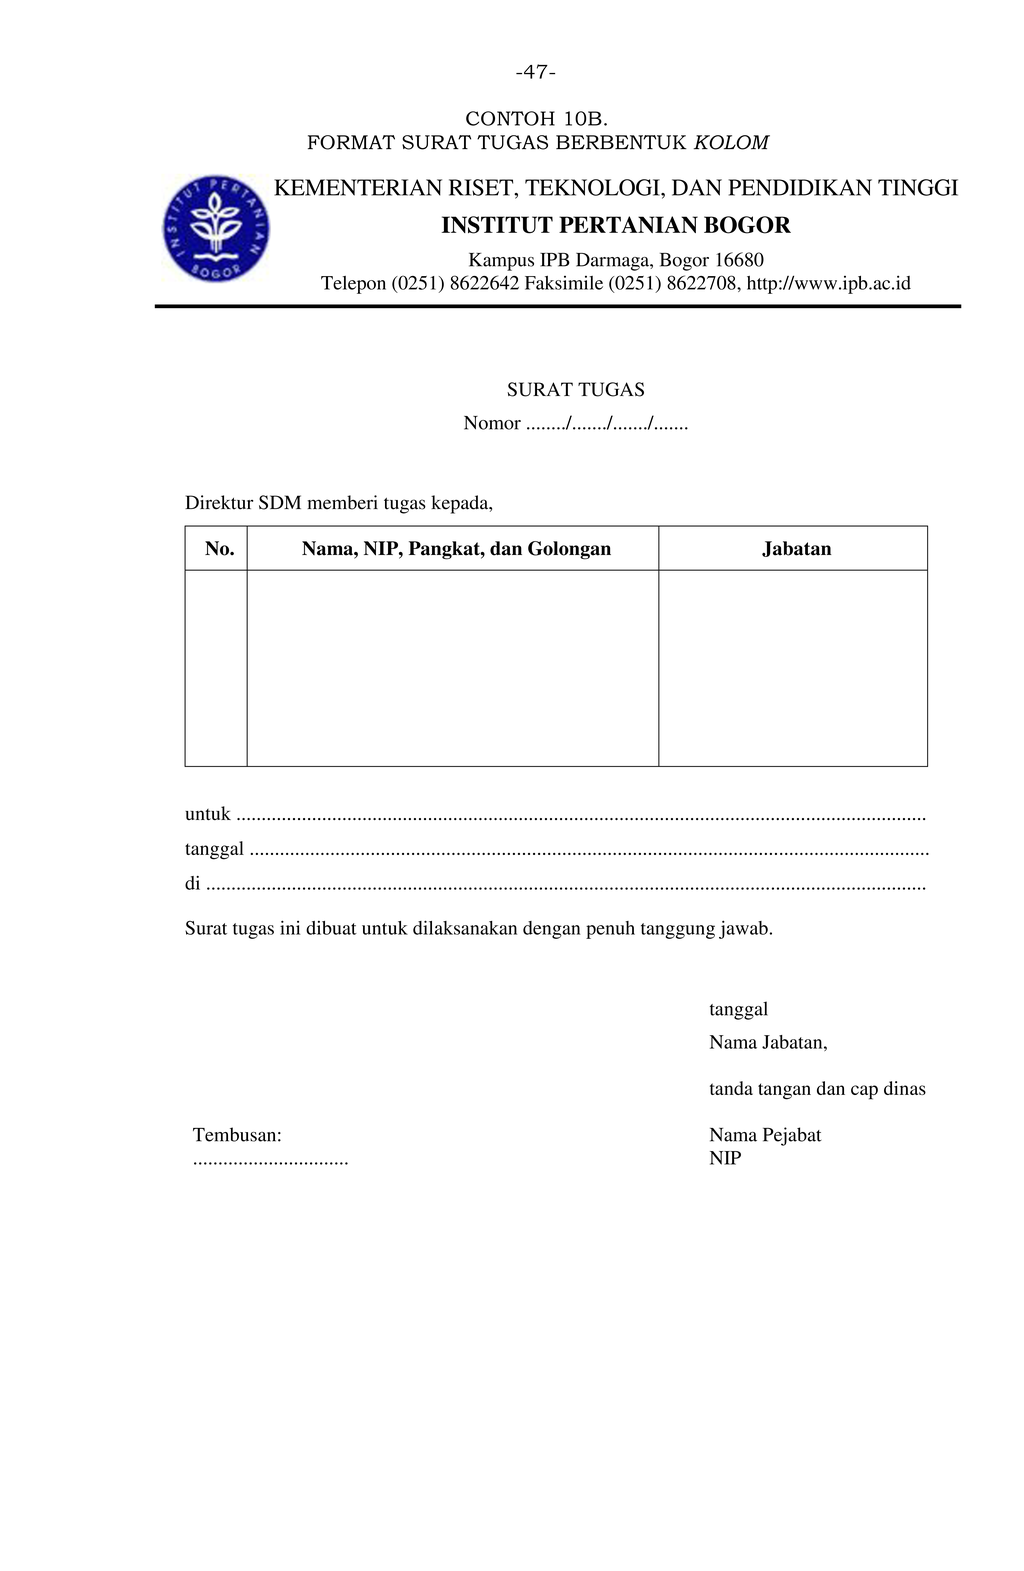 -47-
CONTOH 10B.
FORMAT SURAT TUGAS BERBENTUK KOLOM
INSTITUT PERTANIAN
BOGOR
KEMENTERIAN RISET, TEKNOLOGI, DAN PENDIDIKAN TINGGI
INSTITUT PERTANIAN BOGOR
Kampus IPB Darmaga, Bogor 16680
Telepon (0251) 8622642 Faksimile (0251) 8622708, http://www.ipb.ac.id
SURAT TUGAS
Nomor ......../......./......./.......
Direktur SDM memberi tugas kepada,
No. Nama, NIP, Pangkat, dan Golongan Jabatan
untuk ..........................................................................................................................................
tanggal ........................................................................................................................................
di ................................................................................................................................................
Surat tugas ini dibuat untuk dilaksanakan dengan penuh tanggung jawab.
tanggal
Nama Jabatan,
tanda tangan dan cap dinas
Tembusan: Nama Pejabat
............................... NIP